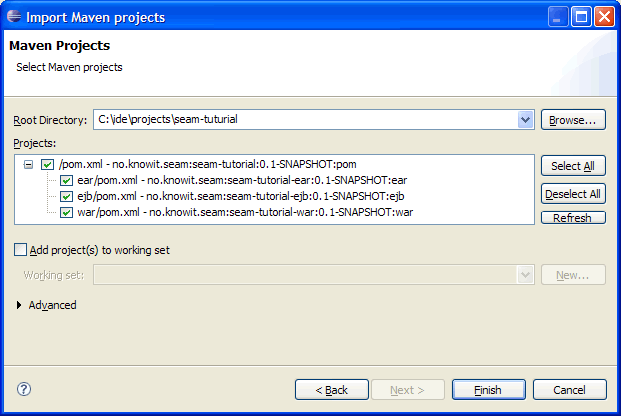 Import Maven projects
Maven Projects
Select Maven projects
Root Directory: C:\ide\projects\seam-tuturial Browse...
Projects:
/pom.xml - no.knowit.seam:seam-tutorial:0.1-SNAPSHOT:pom Select All
ear/pom.xml - no.knowit.seam:seam-tutorial-ear:0.1-SNAPSHOT:ear
ejb/pom.xml - no.knowit.seam:seam-tutorial-ejb:0.1-SNAPSHOT:ejb Deselect All
war/pom.xml - no.knowit.seam:seam-tutorial-war:0.1-SNAPSHOT:war Refresh
Add project(s) to working set
Working set: New...
Advanced
? < Back Next > Finish Cancel